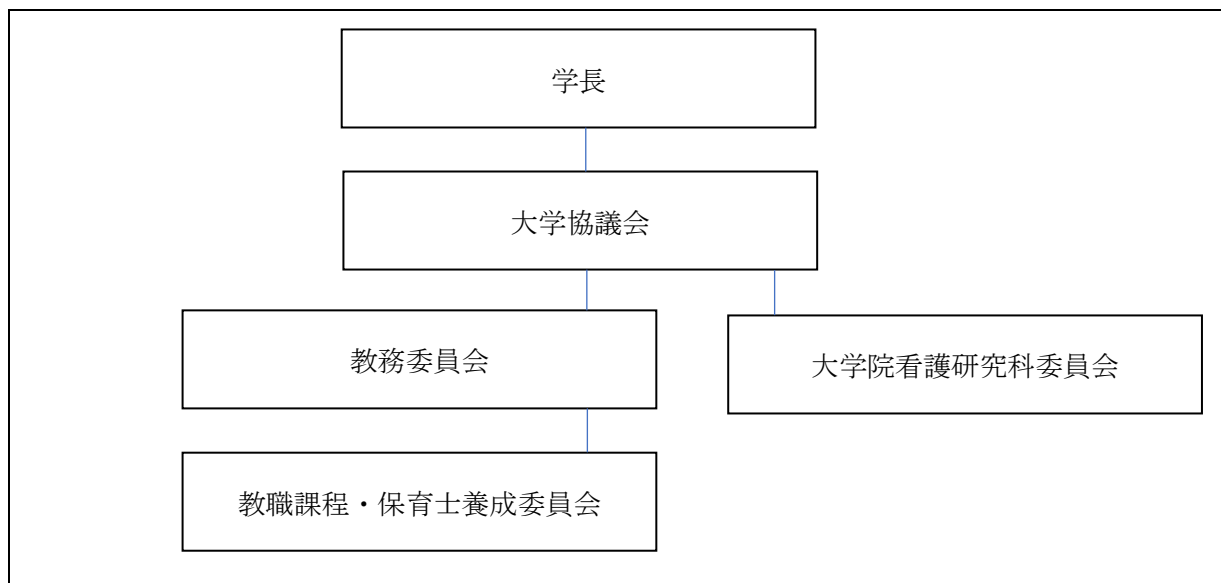 学長
大学協議会
教務委員会
大学院看護研究科委員会
教職課程・保育士養成委員会